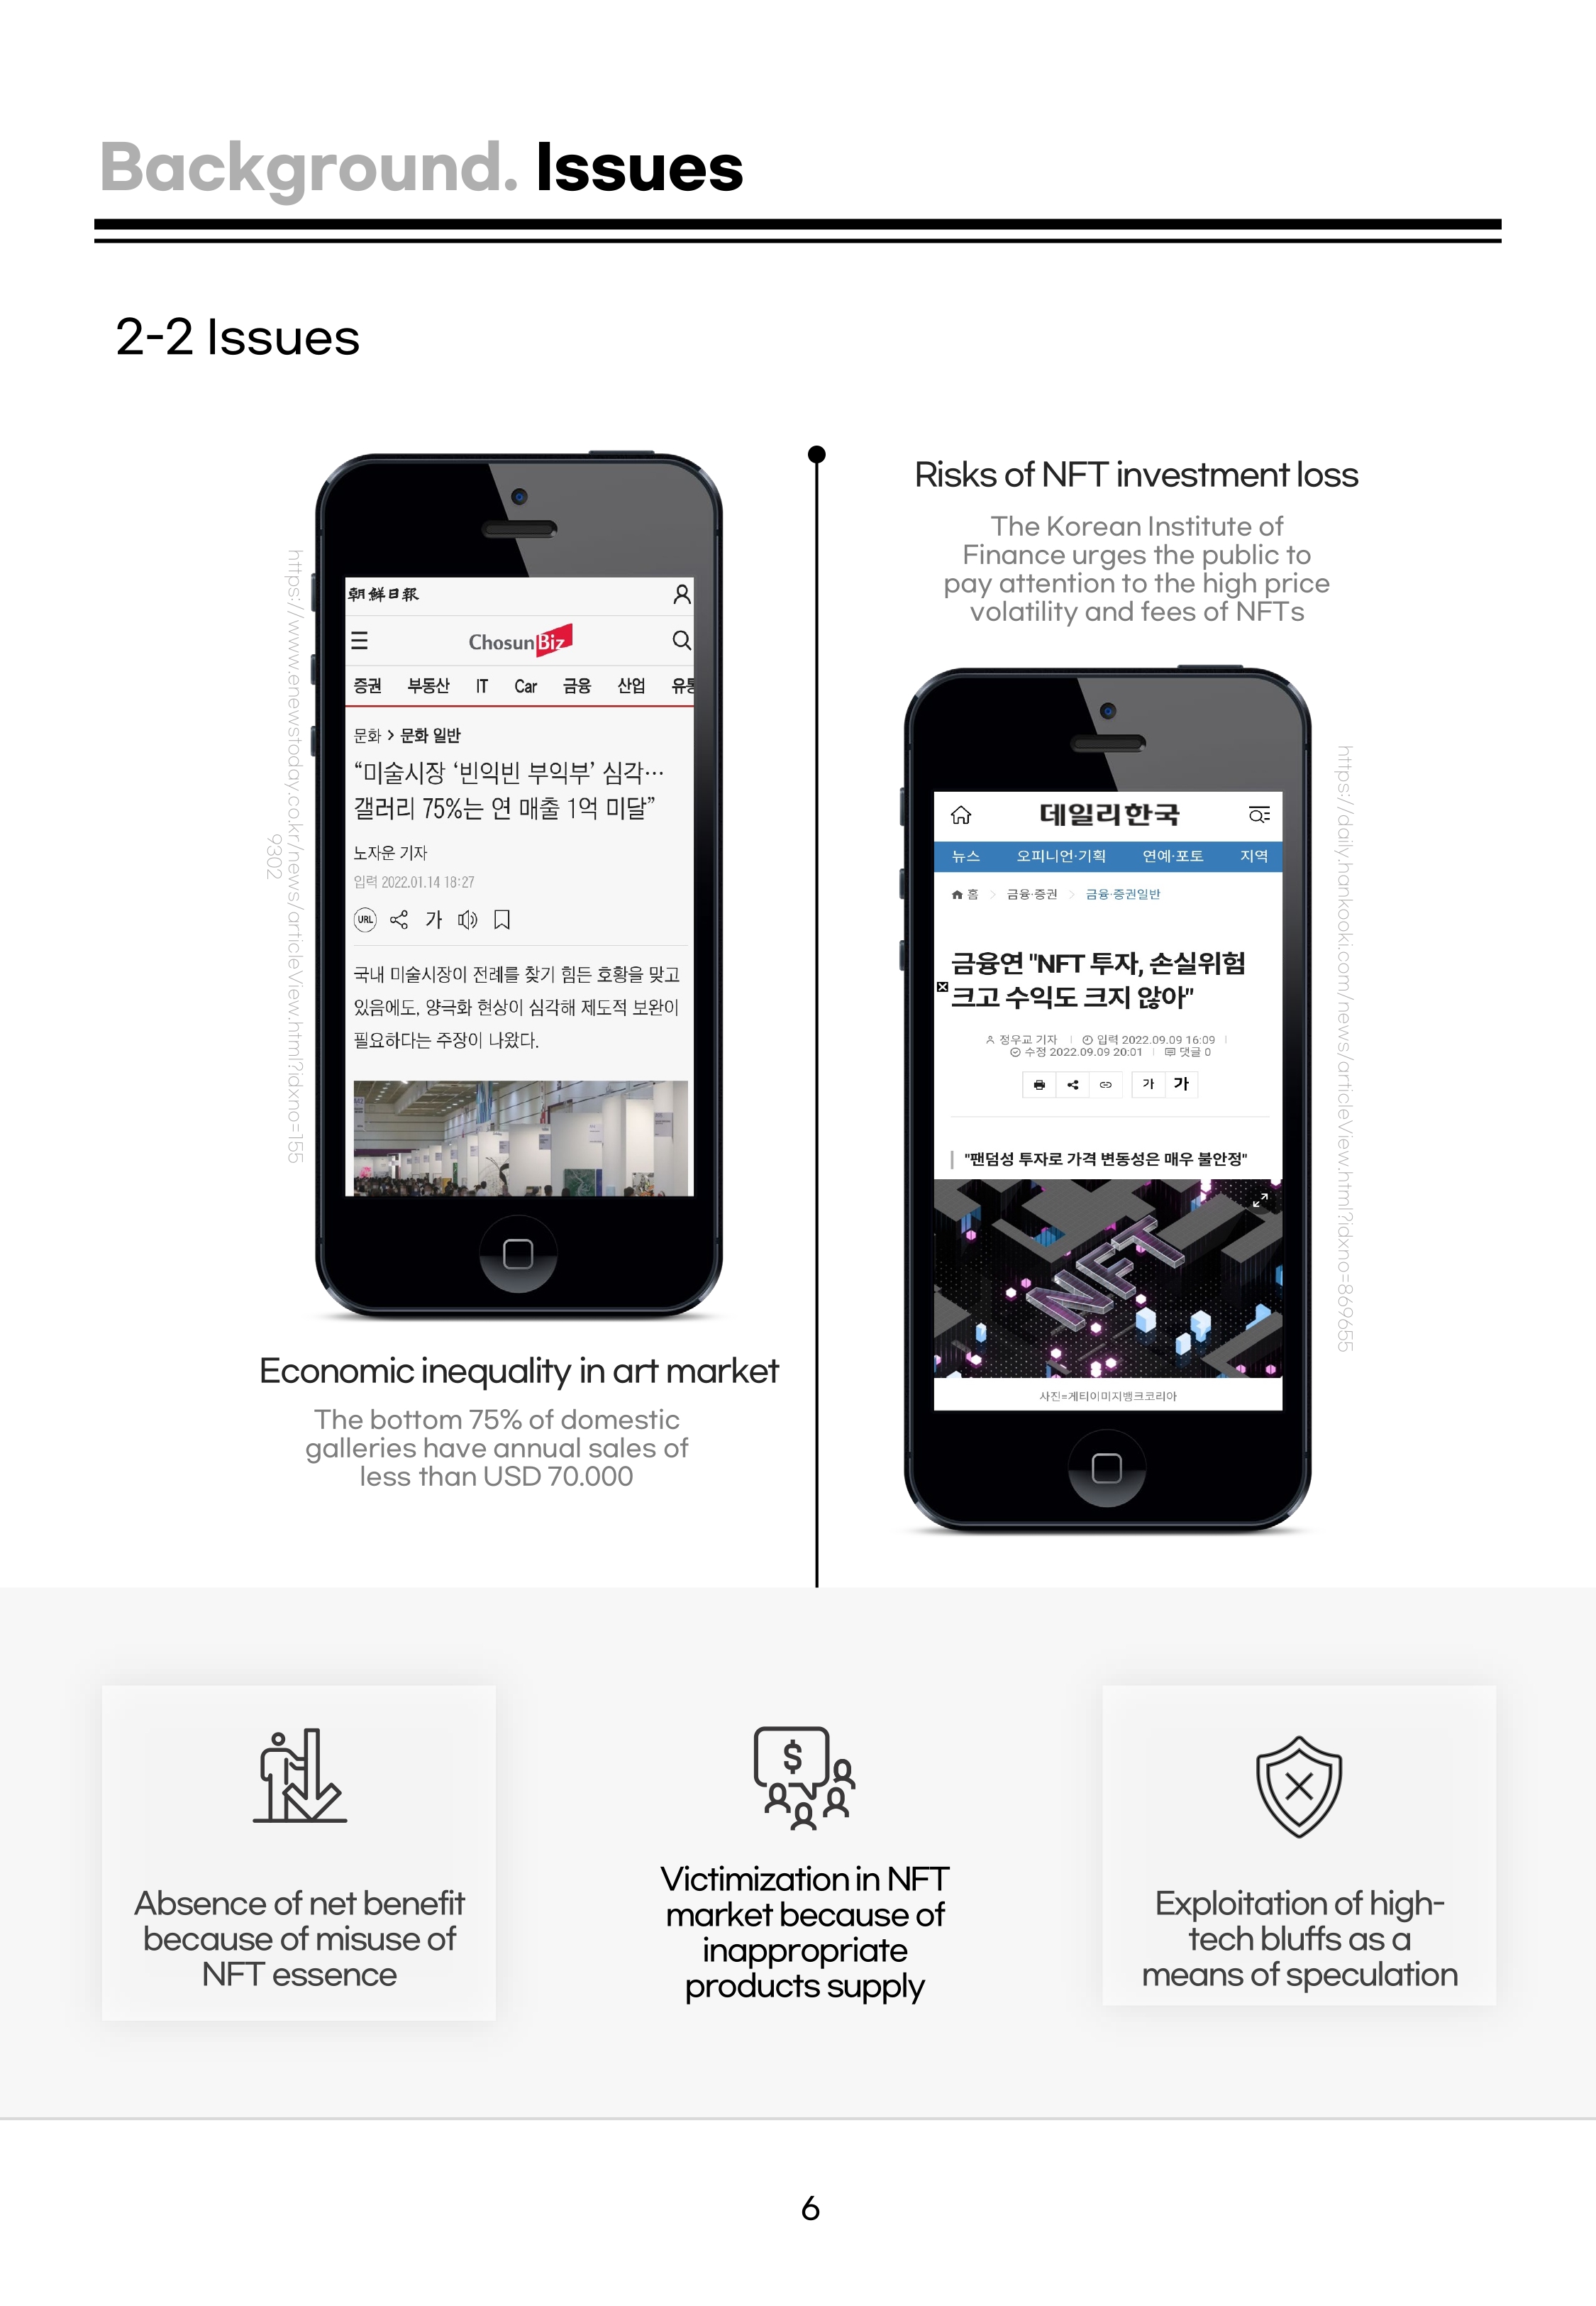 Background. Issues
2-2 Issues
https://www.enewstoday.co.kr/news/articleView.html?idxno=155
9302
朝鮮日報
ChosunBiz
증권 부동산 IT Car 금융 산업 유통
문화 > 문화 일반
“미술시장 ‘빈익빈 부익부’ 심각…
갤러리 75%는 연 매출 1억 미달”
노자운 기자
입력 2022.01.14 18:27
URL 가
국내 미술시장이 전례를 찾기 힘든 호황을 맞고
있음에도, 양극화 현상이 심각해 제도적 보완이
필요하다는 주장이 나왔다.
Economic inequality in art market
The bottom 75% of domestic
galleries have annual sales of
less than USD 70.000
Risks of NFT investment loss
The Korean Institute of
Finance urges the public to
pay attention to the high price
volatility and fees of NFTs
데일리한국
뉴스 오피니언·기획 연예·포토 지역
홈 > 금융·증권 > 금융·증권일반
금융연 "NFT 투자, 손실위험
크고 수익도 크지 않아"
정우교 기자 | 입력 2022.09.09 16:09 |
수정 2022.09.09 20:01 | 댓글 0
가 가
"팬덤성 투자로 가격 변동성은 매우 불안정"
NFT
사진=게티이미지뱅크코리아
https://daily.hankooki.com/news/articleView.html?idxno=869655
$
Absence of net benefit
because of misuse of
NFT essence
Victimization in NFT
market because of
inappropriate
products supply
Exploitation of high-
tech bluffs as a
means of speculation
6